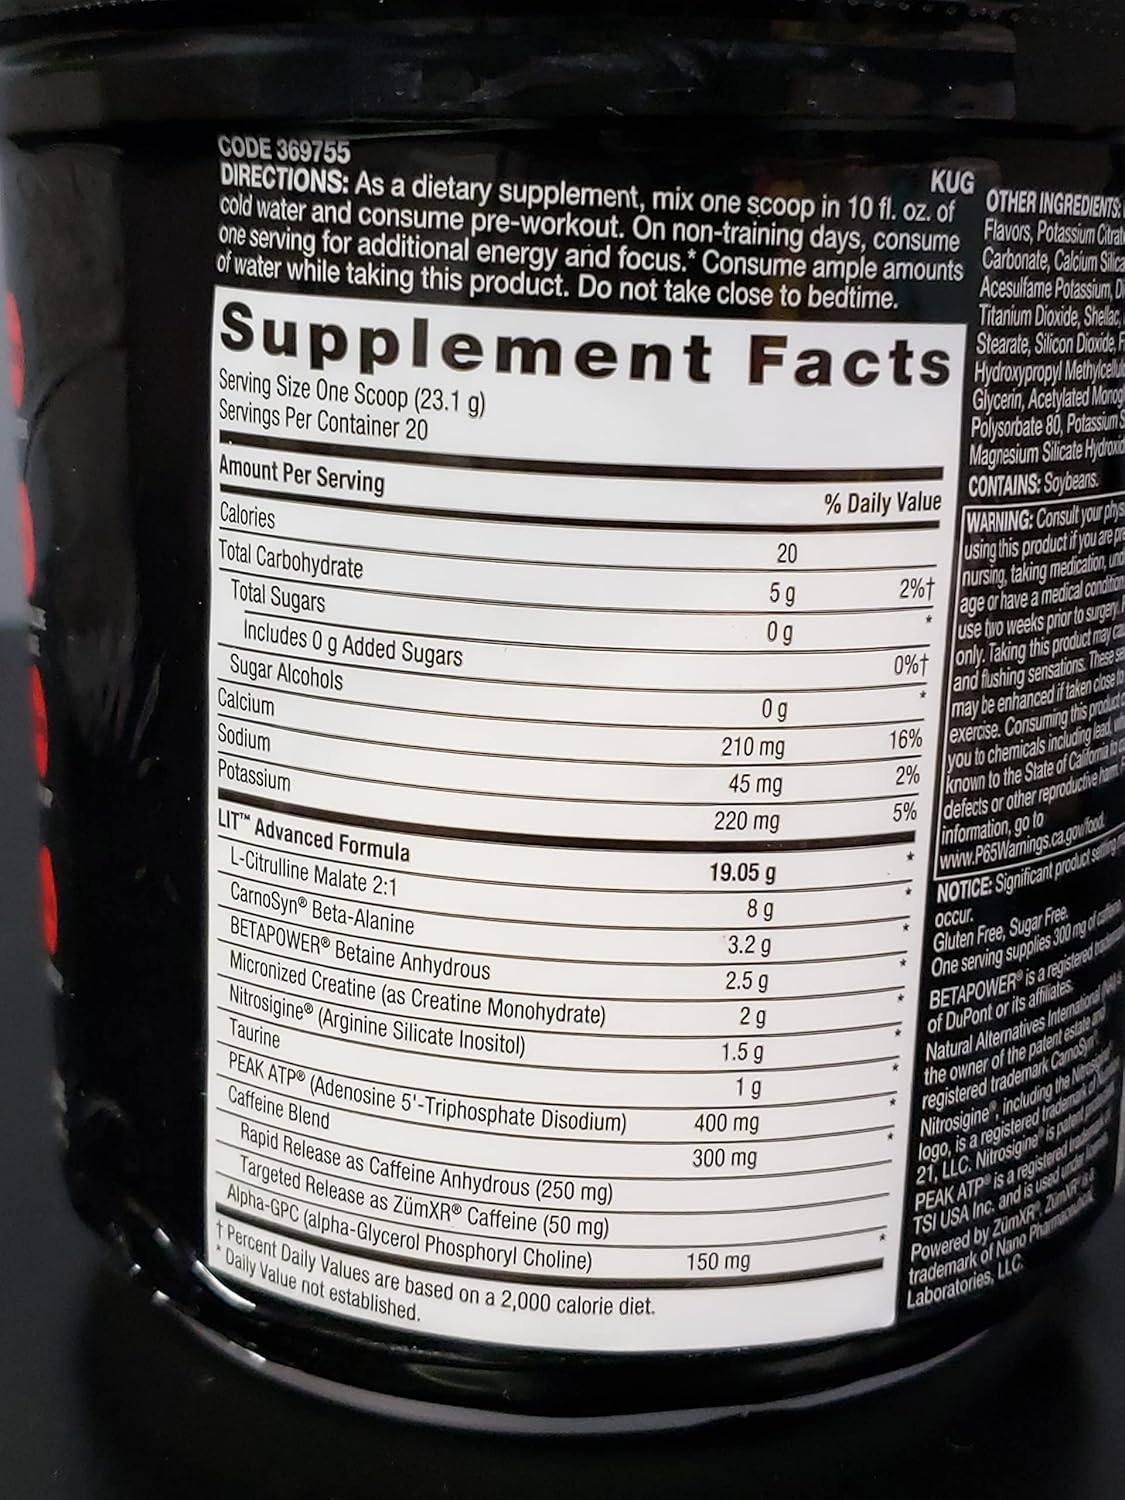 CODE 369755
KUG
DIRECTIONS: As a dietary supplement, mix one scoop in 10 fl. oz. of
cold water and consume pre-workout. On non-training days, consume
one serving for additional energy and focus.* Consume ample amounts
of water while taking this product. Do not take close to bedtime.
Supplement Facts
Serving Size One Scoop (23.1 g)
Servings Per Container 20
Amount Per Serving % Daily Value
Calories 20
Total Carbohydrate 5 g 2%†
Total Sugars 0 g *
Includes 0 g Added Sugars 0%†
Sugar Alcohols 0 g *
Calcium 210 mg 16%
Sodium 45 mg 2%
Potassium 220 mg 5%
LIT™ Advanced Formula 19.05 g *
L-Citrulline Malate 2:1 8 g *
CarnoSyn® Beta-Alanine 3.2 g *
BETAPOWER® Betaine Anhydrous 2.5 g *
Micronized Creatine (as Creatine Monohydrate) 2 g *
Nitrosigine® (Arginine Silicate Inositol) 1.5 g *
Taurine 1 g *
PEAK ATP® (Adenosine 5'-Triphosphate Disodium) 400 mg *
Caffeine Blend 300 mg *
Rapid Release as Caffeine Anhydrous (250 mg)
Targeted Release as ZümXR® Caffeine (50 mg)
Alpha-GPC (alpha-Glycerol Phosphoryl Choline) 150 mg *
† Percent Daily Values are based on a 2,000 calorie diet.
* Daily Value not established.
OTHER INGREDIENTS:
Flavors, Potassium
Carbonate, Calcium
Acesulfame Potassium,
Titanium Dioxide, Shellac,
Stearate, Silicon Dioxide,
Hydroxypropyl
Glycerin, Acetylated
Polysorbate 80, Potassium
Magnesium Silicate
CONTAINS: Soybeans.
WARNING: Consult your
using this product if you are
nursing, taking medication,
age or have a medical
use two weeks prior to surgery.
only. Taking this product may
and flushing sensations. These
may be enhanced if taken close to
exercise. Consuming this product
you to chemicals including lead,
known to the State of California to
defects or other reproductive harm.
information, go to
www.P65Warnings.ca.gov/food.
NOTICE: Significant product settling
occur.
Gluten Free, Sugar Free.
One serving supplies 300 mg of caffeine
BETAPOWER® is a registered trademark
of DuPont or its affiliates.
Natural Alternatives International
the owner of the patent estate and
registered trademark CarnoSyn®.
Nitrosigine®, including the Nitrosigine®
logo, is a registered trademark of
21, LLC. Nitrosigine® is patent
PEAK ATP® is a registered
TSI USA Inc. and is used under
Powered by ZümXR®. ZümXR® is a
trademark of Nano Pharmaceutical
Laboratories, LLC.